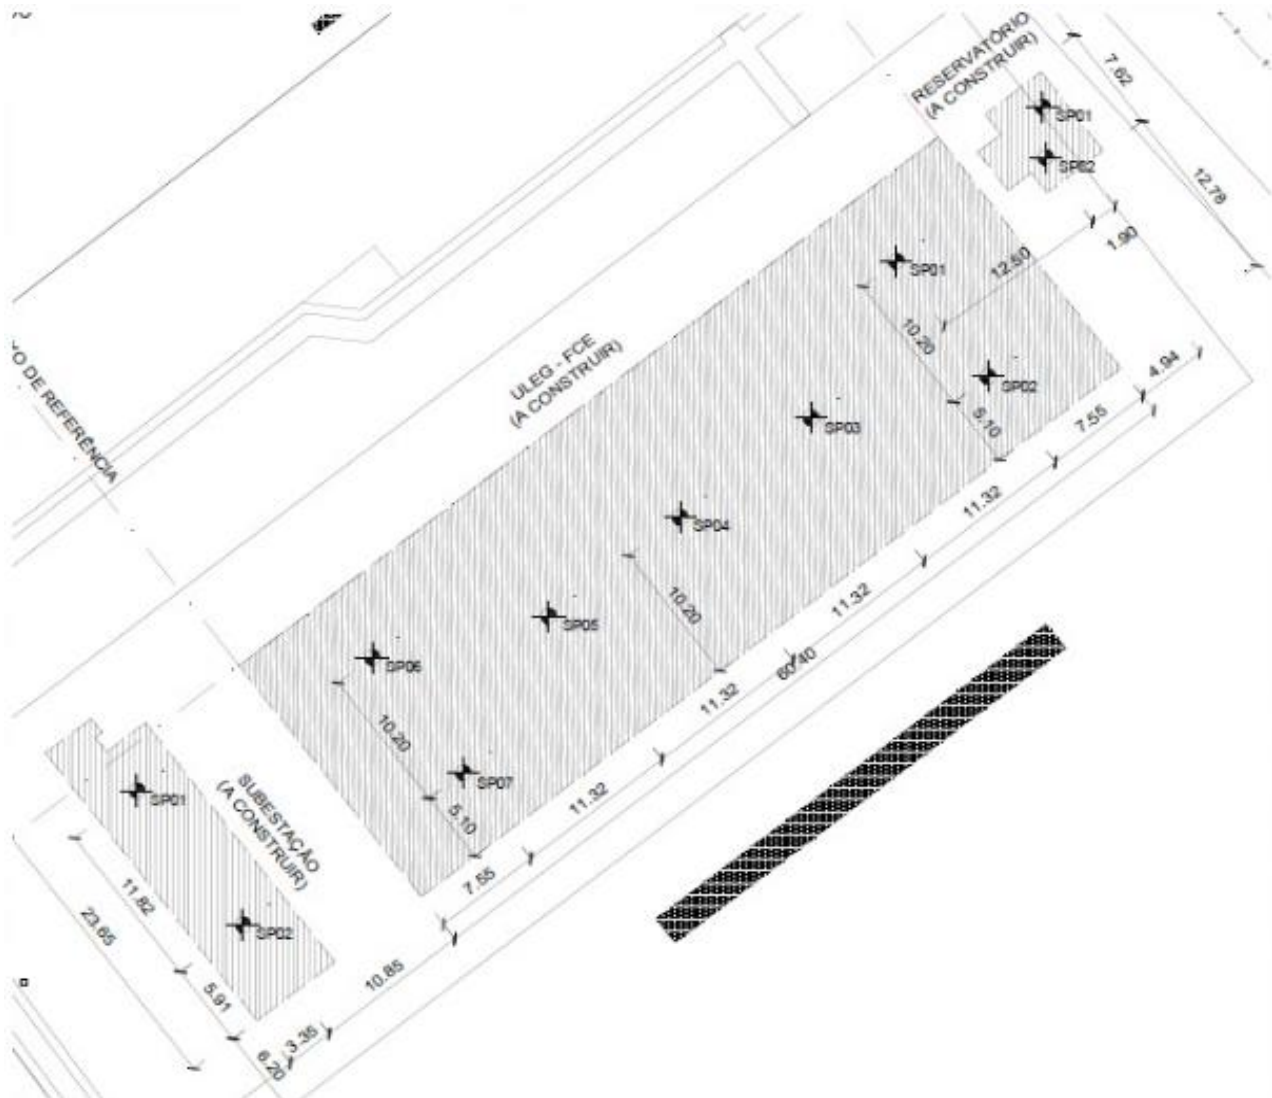 RESERVATÓRIO
(A CONSTRUIR)
7.62
SP01
SP02
12.78
1.90
12.60
SP01
10.20
SP02
5.10
4.94
7.55
ULEG - FCE
(A CONSTRUIR)
SP03
11.32
SP04
10.20
11.32
60.40
11.32
SP05
SP06
10.20
SP07
5.10
11.32
7.55
O DE REFERÊNCIA
SUBESTAÇÃO
(A CONSTRUIR)
SP01
SP02
11.82
23.65
5.91
6.20
3.35
10.85